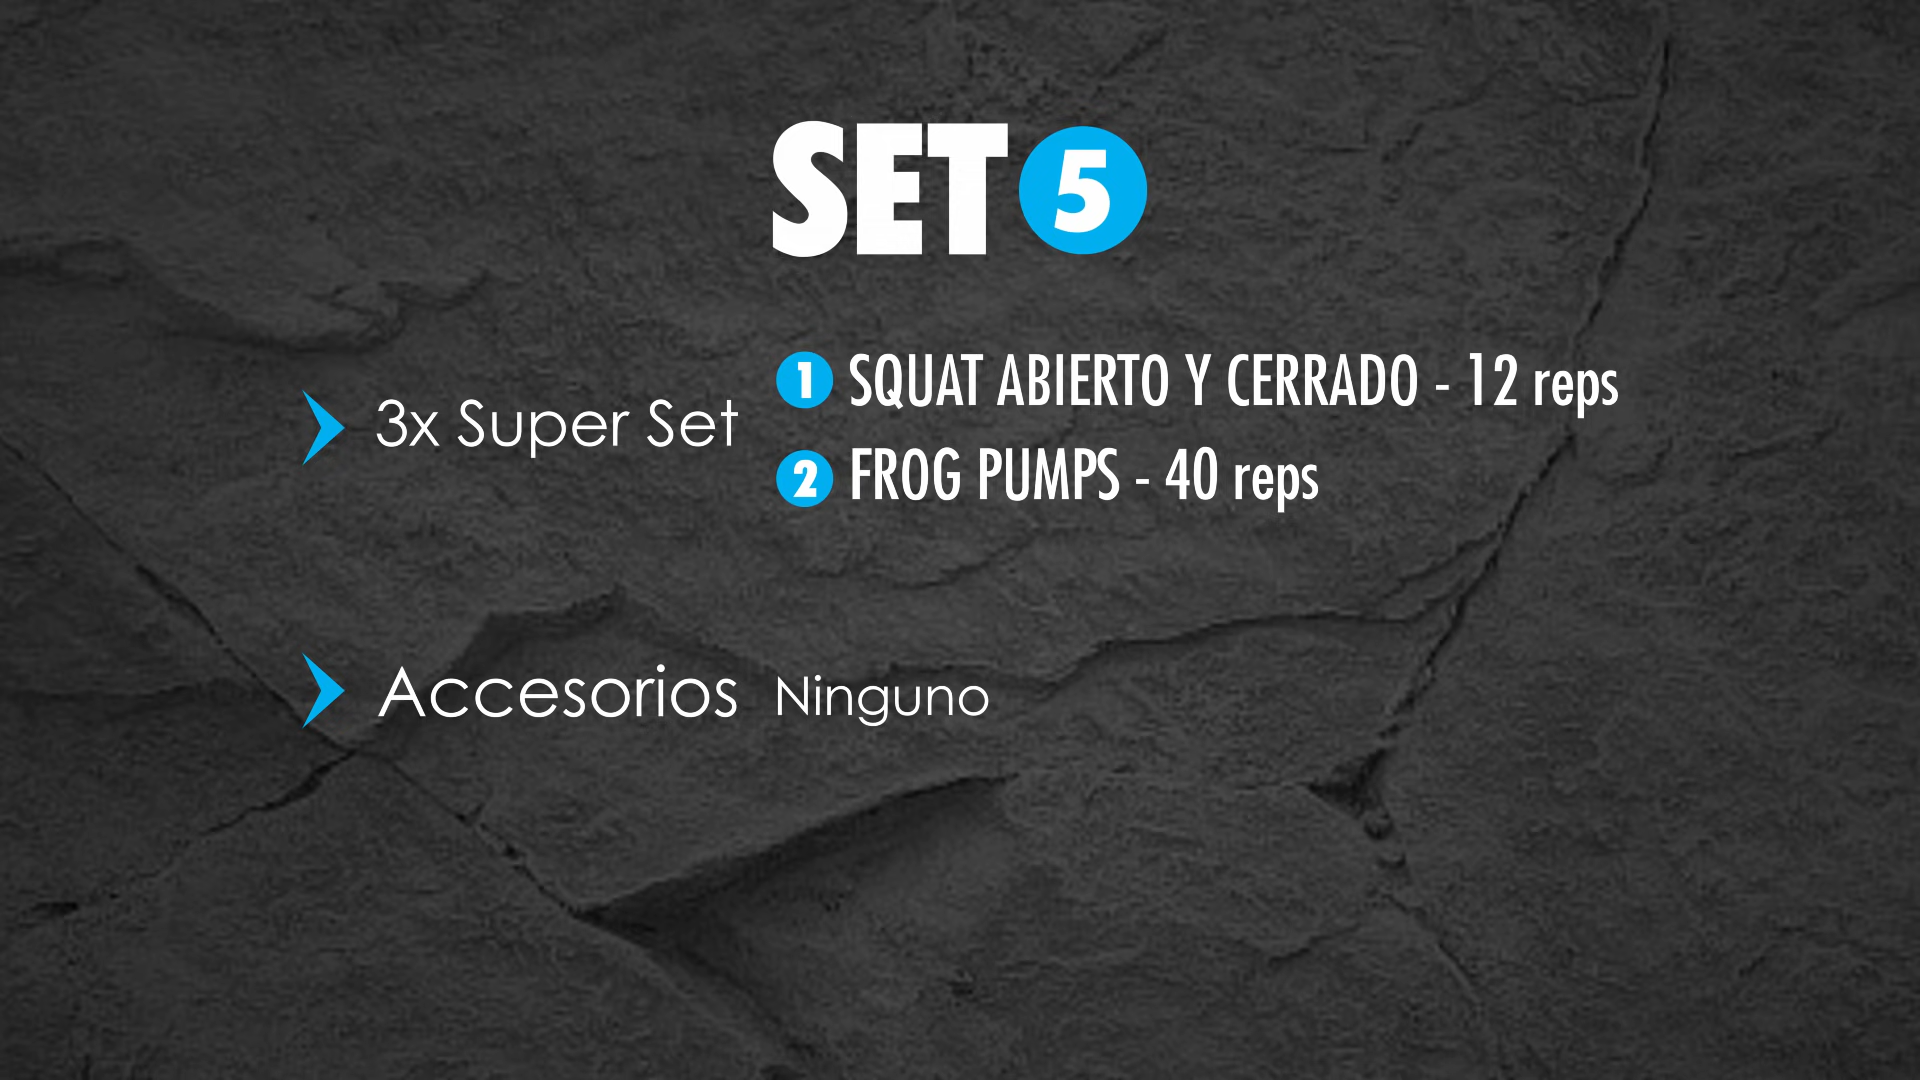 SET 5
3x Super Set
1 SQUAT ABIERTO Y CERRADO - 12 reps
2 FROG PUMPS - 40 reps
Accesorios Ninguno